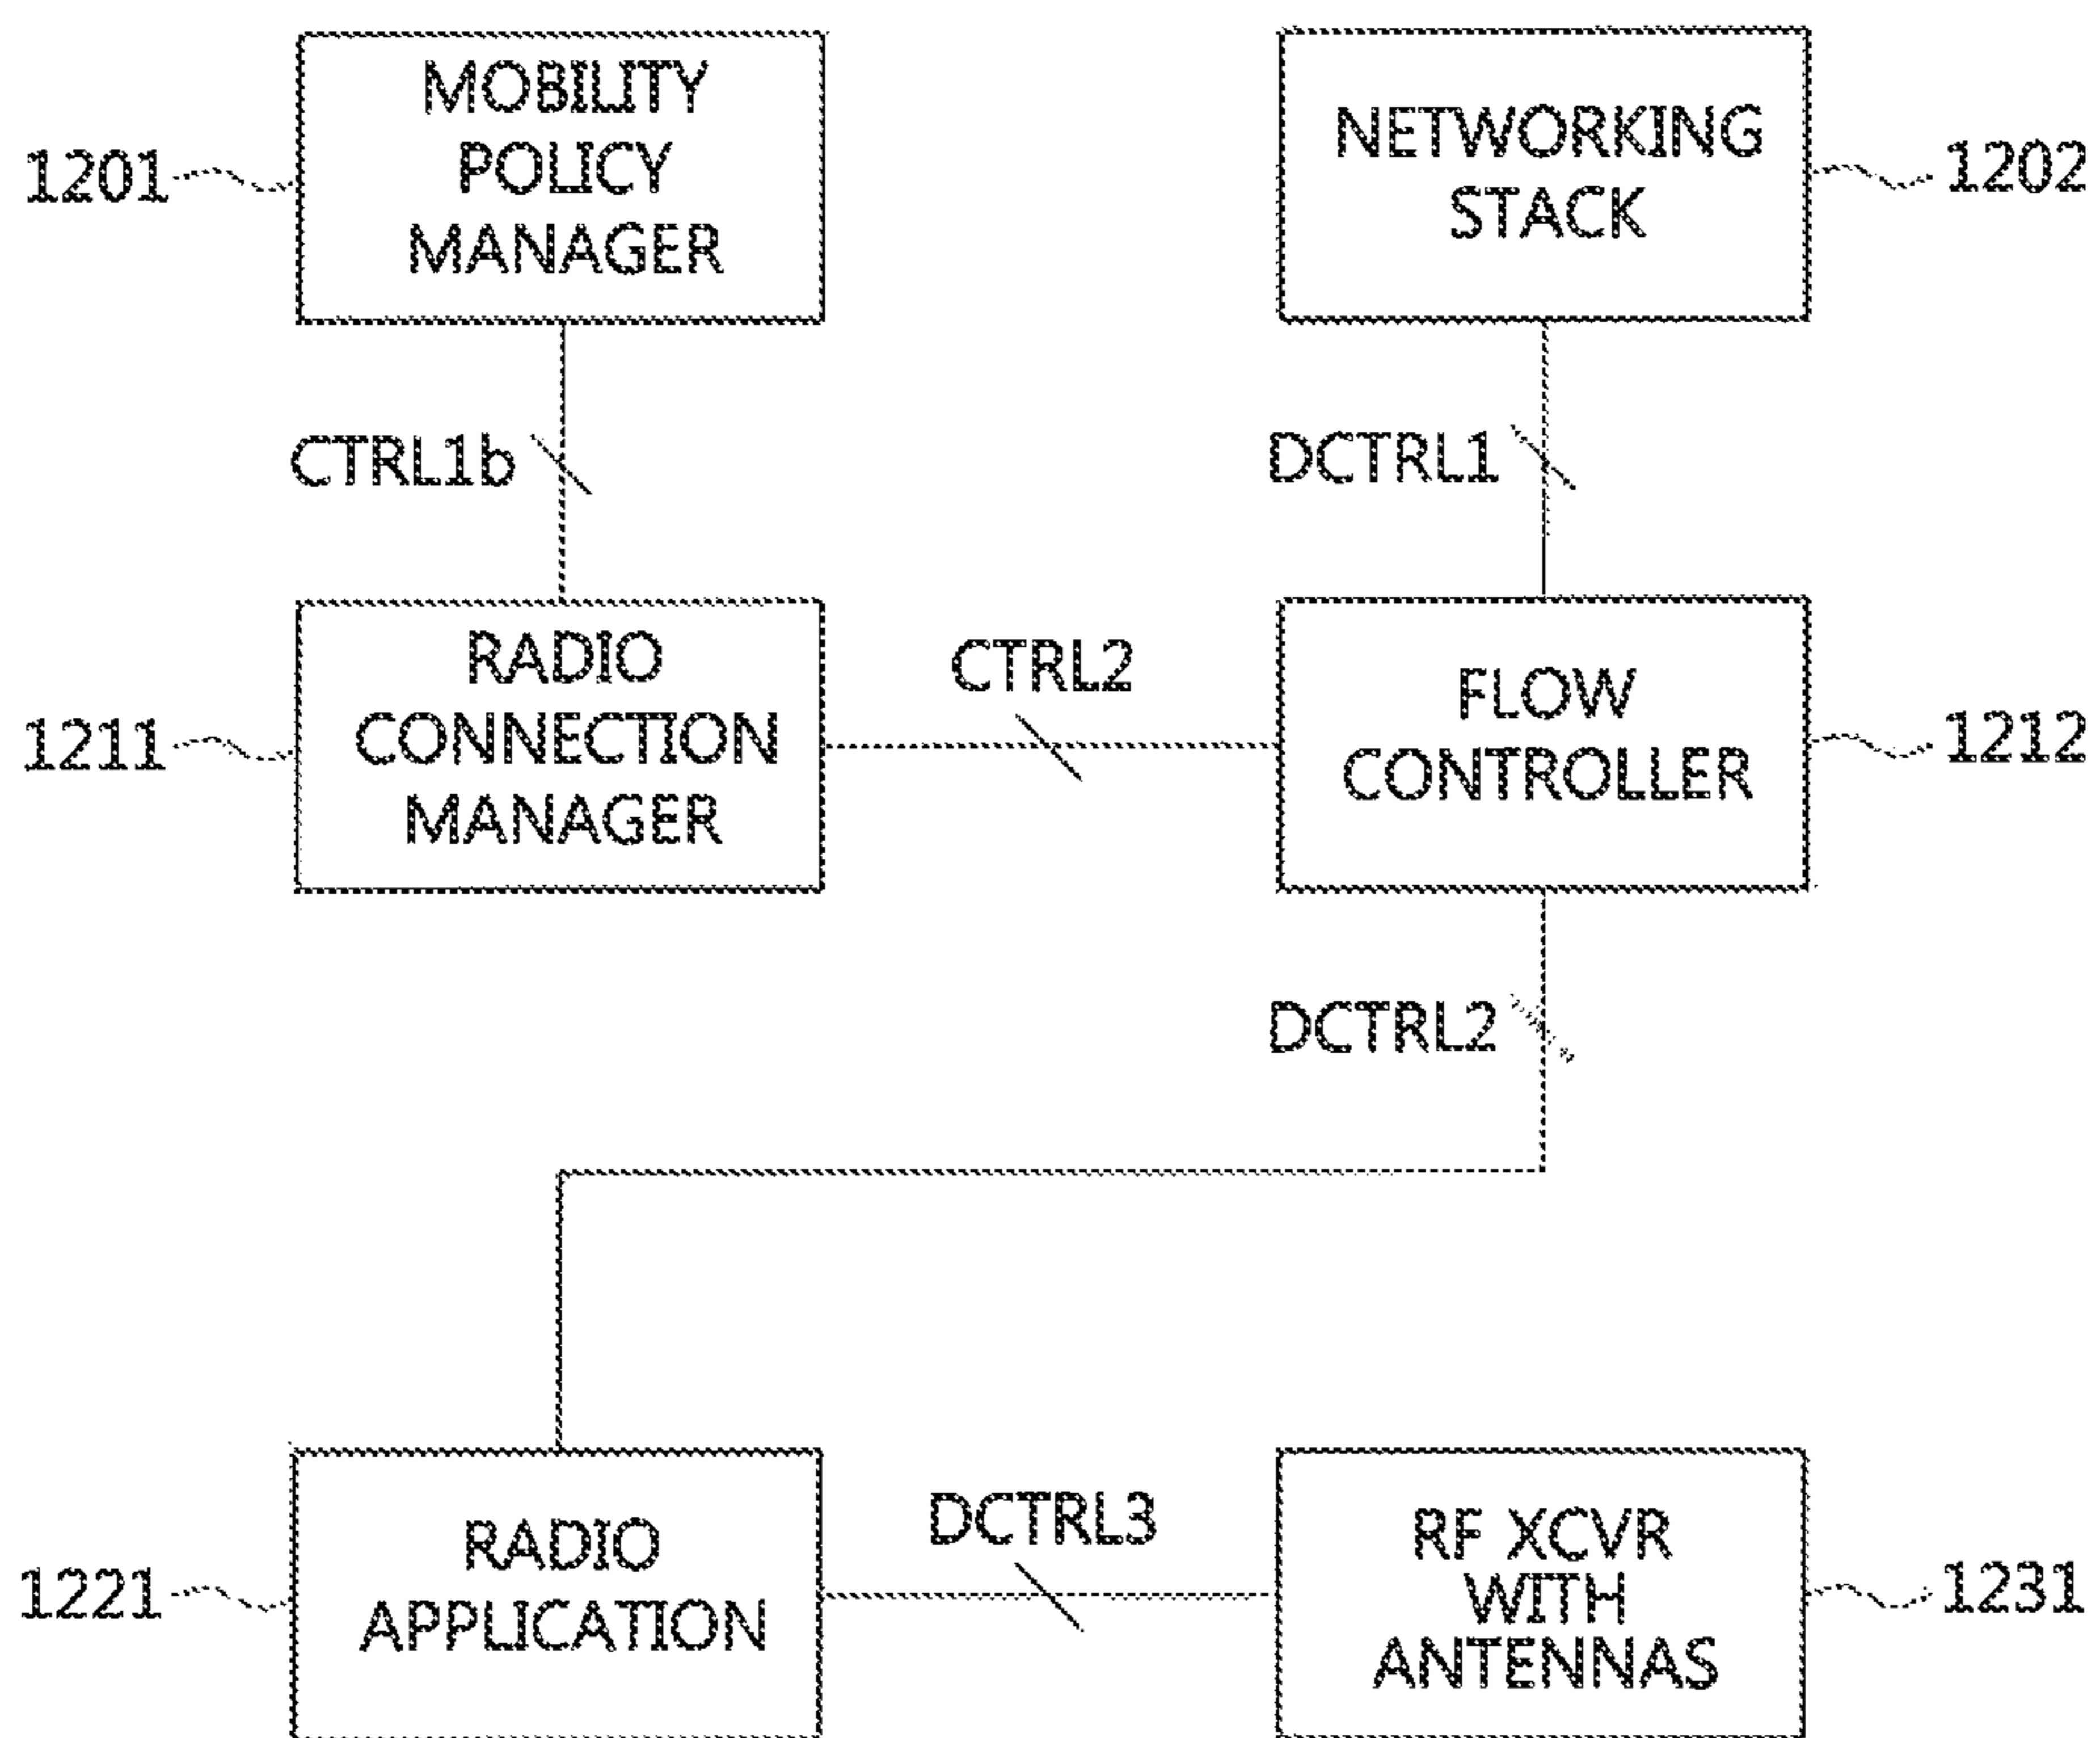 MOBILITY
POLICY
MANAGER
1201
NETWORKING
STACK
1202
CTRL1b
DCTRL1
RADIO
CONNECTION
MANAGER
1211
CTRL2
FLOW
CONTROLLER
1212
DCTRL2
RADIO
APPLICATION
1221
DCTRL3
RF XCVR
WITH
ANTENNAS
1231